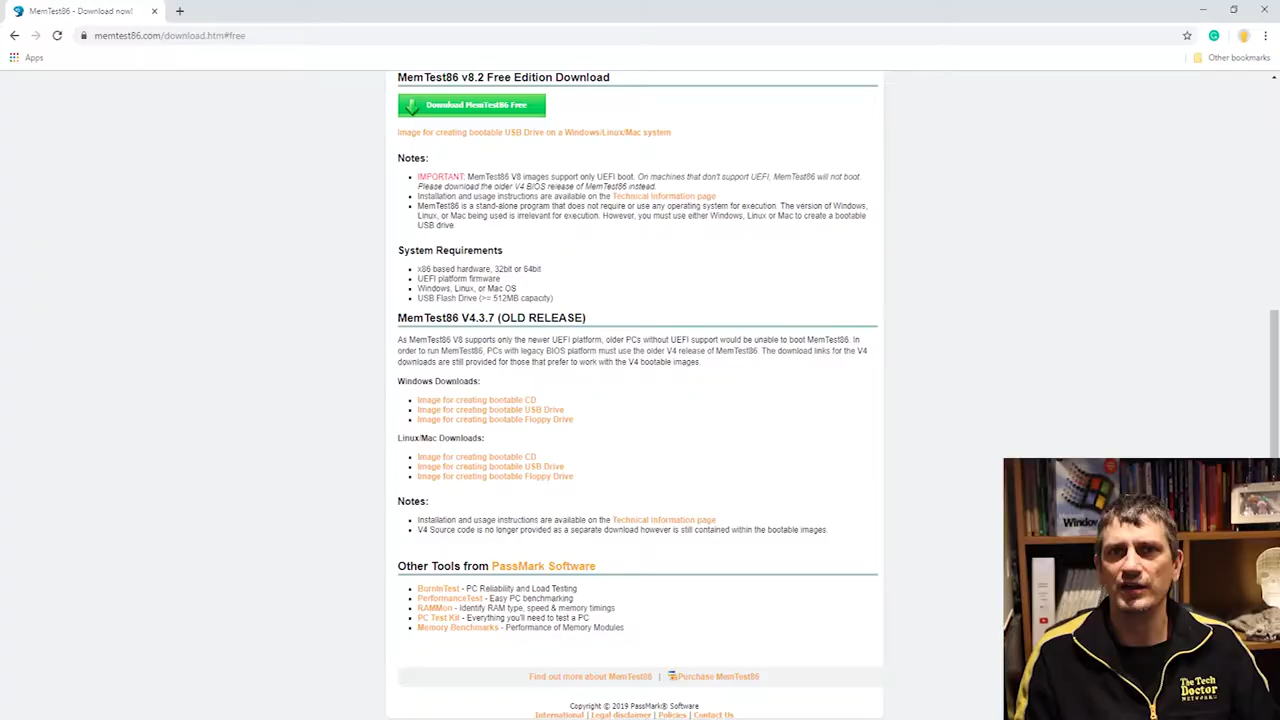 MemTest86 - Download now!
memtest86.com/download.htm#free
Apps
Other bookmarks
MemTest86 v8.2 Free Edition Download
Download MemTest86 Free
Image for creating bootable USB Drive on a Windows/Linux/Mac system
Notes:
IMPORTANT: MemTest86 V8 images support only UEFI boot. On machines that don't support UEFI, MemTest86 will not boot.
Please download the older V4 BIOS release of MemTest86 instead.
Installation and usage instructions are available on the Technical Information page
MemTest86 is a stand-alone program that does not require or use any operating system for execution. The version of Windows,
Linux, or Mac being used is irrelevant for execution. However, you must use either Windows, Linux or Mac to create a bootable
USB drive.
System Requirements
x86 based hardware, 32bit or 64bit
UEFI platform firmware
Windows, Linux, or Mac OS
USB Flash Drive (>= 512MB capacity)
MemTest86 V4.3.7 (OLD RELEASE)
As MemTest86 V8 supports only the newer UEFI platform, older PCs without UEFI support would be unable to boot MemTest86. In
order to run MemTest86, PCs with legacy BIOS platform must use the older V4 release of MemTest86. The download links for the V4
downloads are still provided for those that prefer to work with the V4 bootable images.
Windows Downloads:
Image for creating bootable CD
Image for creating bootable USB Drive
Image for creating bootable Floppy Drive
Linux/Mac Downloads:
Image for creating bootable CD
Image for creating bootable USB Drive
Image for creating bootable Floppy Drive
Notes:
Installation and usage instructions are available on the Technical Information page
V4 Source code is no longer provided as a separate download however is still contained within the bootable images.
Other Tools from PassMark Software
BurnInTest - PC Reliability and Load Testing
PerformanceTest - Easy PC benchmarking
RAMMon - Identify RAM type, speed & memory timings
PC Test Kit - Everything you'll need to test a PC
Memory Benchmarks - Performance of Memory Modules
Find out more about MemTest86 | Purchase MemTest86
Copyright © 2019 PassMark® Software
International | Legal disclaimer | Policies | Contact Us
Window
The Tech
Doctor
NETWORK